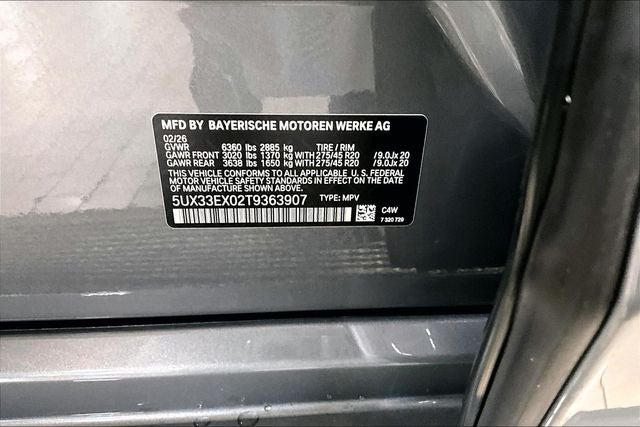 MFD BY BAYERISCHE MOTOREN WERKE AG
02/26
GVWR 6360 lbs 2885 kg TIRE / RIM
GAWR FRONT 3020 lbs 1370 kg WITH 275/45 R20 /9.0Jx 20
GAWR REAR 3638 lbs 1650 kg WITH 275/45 R20 /9.0Jx 20
THIS VEHICLE CONFORMS TO ALL APPLICABLE U. S. FEDERAL
MOTOR VEHICLE SAFETY STANDARDS IN EFFECT ON THE DATE
OF MANUFACTURE SHOWN ABOVE.
5UX33EX02T9363907 TYPE: MPV
C4W
7 320 729